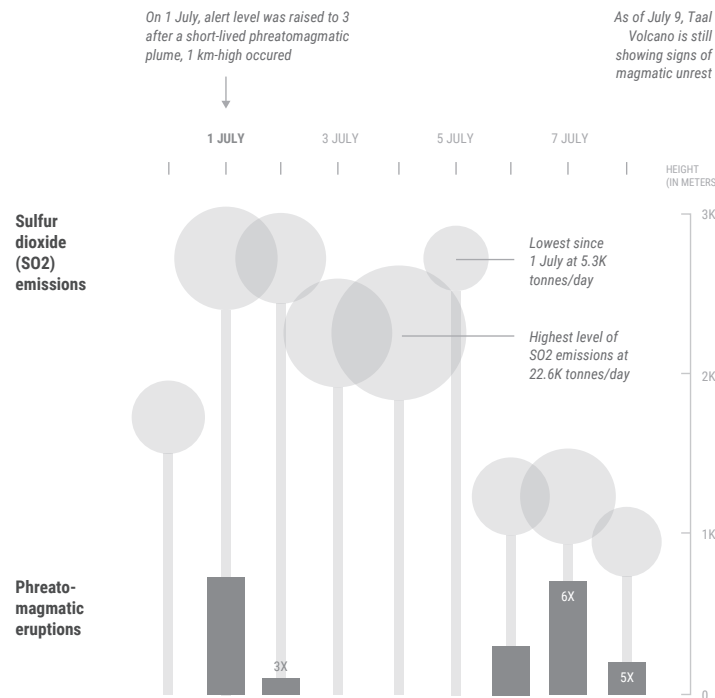 On 1 July, alert level was raised to 3
after a short-lived phreatomagmatic
plume, 1 km-high occured
As of July 9, Taal
Volcano is still
showing signs of
magmatic unrest
1 JULY
3 JULY
5 JULY
7 JULY
HEIGHT
(IN METERS
3K
Sulfur
dioxide
(SO2)
emissions
Lowest since
1 July at 5.3K
tonnes/day
Highest level of
SO2 emissions at
22.6K tonnes/day
2K
1K
Phreato-
magmatic
eruptions
6X
3X
5X
0